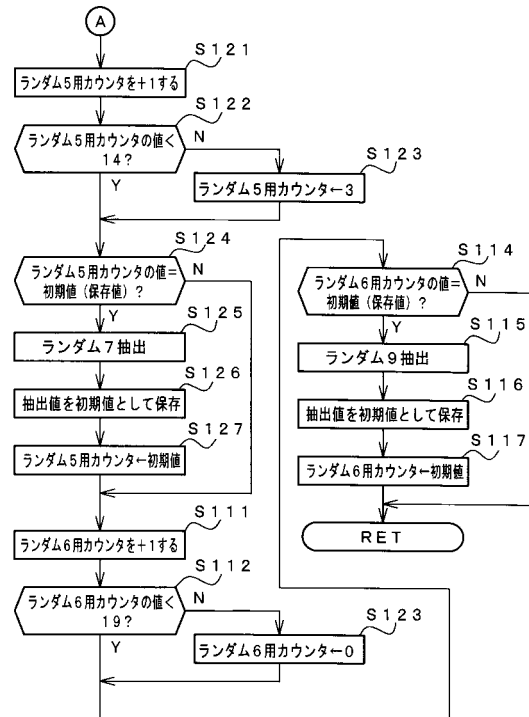 A
S121
ランダム5用カウンタを+1する
S122
ランダム5用カウンタの値<
14?
N
Y
S123
ランダム5用カウンタ←3
S124
ランダム5用カウンタの値=
初期値(保存値)?
N
Y
S125
ランダム7抽出
S126
抽出値を初期値として保存
S127
ランダム5用カウンタ←初期値
S111
ランダム6用カウンタを+1する
S112
ランダム6用カウンタの値<
19?
N
Y
S123
ランダム6用カウンタ←0
S114
ランダム6用カウンタの値=
初期値(保存値)?
N
Y
S115
ランダム9抽出
S116
抽出値を初期値として保存
S117
ランダム6用カウンタ←初期値
RET